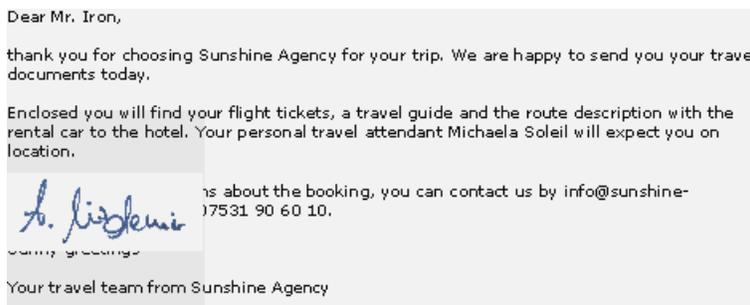 Dear Mr. Iron,
thank you for choosing Sunshine Agency for your trip. We are happy to send you your trave
documents today.
Enclosed you will find your flight tickets, a travel guide and the route description with the
rental car to the hotel. Your personal travel attendant Michaela Soleil will expect you on
location.
ns about the booking, you can contact us by info@sunshine-
07531 90 60 10.
Your travel team from Sunshine Agency